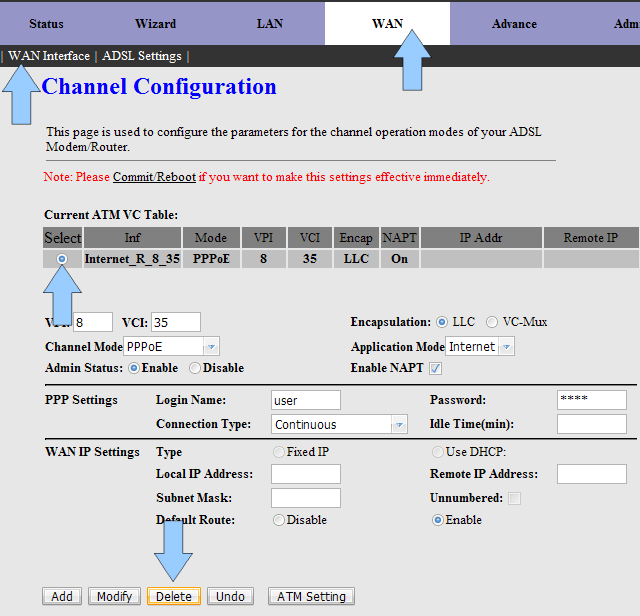 Status Wizard LAN WAN Advance Admi
| WAN Interface | ADSL Settings |
Channel Configuration
This page is used to configure the parameters for the channel operation modes of your ADSL
Modem/Router.
Note: Please Commit/Reboot if you want to make this settings effective immediately.
Current ATM VC Table:
Select Inf Mode VPI VCI Encap NAPT IP Addr Remote IP
Internet_R_8_35 PPPoE 8 35 LLC On
VPI: 8 VCI: 35 Encapsulation: LLC VC-Mux
Channel Mode PPPoE Application Mode Internet
Admin Status: Enable Disable Enable NAPT
PPP Settings Login Name: user Password: ****
Connection Type: Continuous Idle Time(min):
WAN IP Settings Type Fixed IP Use DHCP:
Local IP Address: Remote IP Address:
Subnet Mask: Unnumbered:
Default Route: Disable Enable
Add Modify Delete Undo ATM Setting